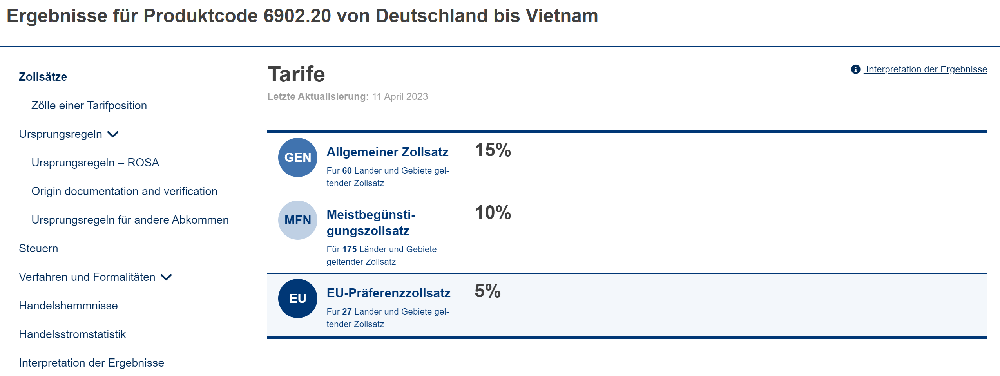 Ergebnisse für Produktcode 6902.20 von Deutschland bis Vietnam
Zollsätze
Zölle einer Tarifposition
Ursprungsregeln
Ursprungsregeln – ROSA
Origin documentation and verification
Ursprungsregeln für andere Abkommen
Steuern
Verfahren und Formalitäten
Handelshemmnisse
Handelsstromstatistik
Interpretation der Ergebnisse
Tarife
Interpretation der Ergebnisse
Letzte Aktualisierung: 11 April 2023
GEN
Allgemeiner Zollsatz
15%
Für 60 Länder und Gebiete gel-
tender Zollsatz
MFN
Meistbegünsti-
gungszollsatz
10%
Für 175 Länder und Gebiete
geltender Zollsatz
EU
EU-Präferenzzollsatz
5%
Für 27 Länder und Gebiete gel-
tender Zollsatz